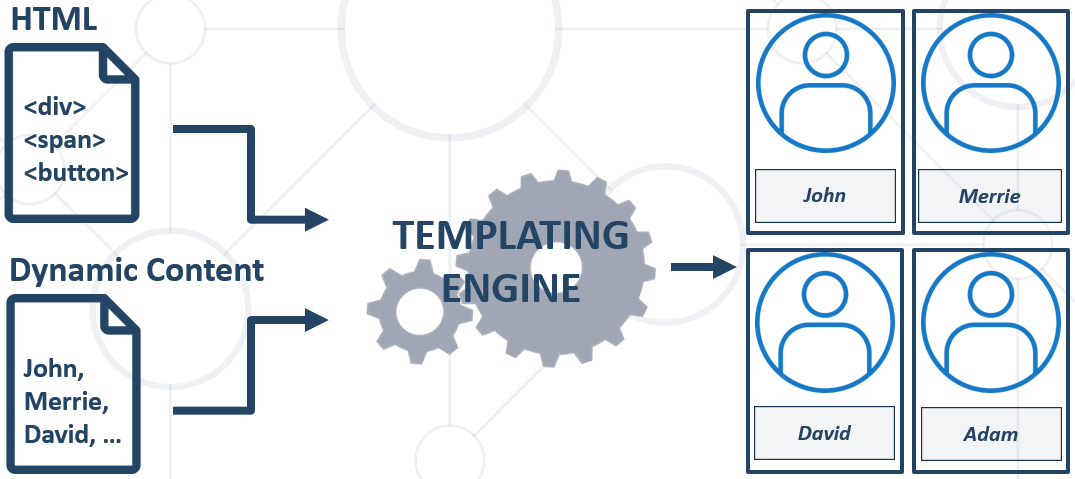 HTML
<div>
<span>
<button>
Dynamic Content
John,
Merrie,
David, ...
TEMPLATING
ENGINE
John
Merrie
David
Adam